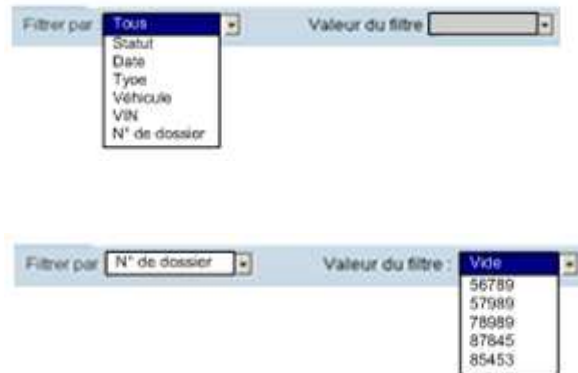 Filtrer par Tous Valeur du filtre
Statut
Date
Type
Véhicule
VIN
N° de dossier
Filtrer par N° de dossier Valeur du filtre : Vide
56789
57989
78989
87845
85453